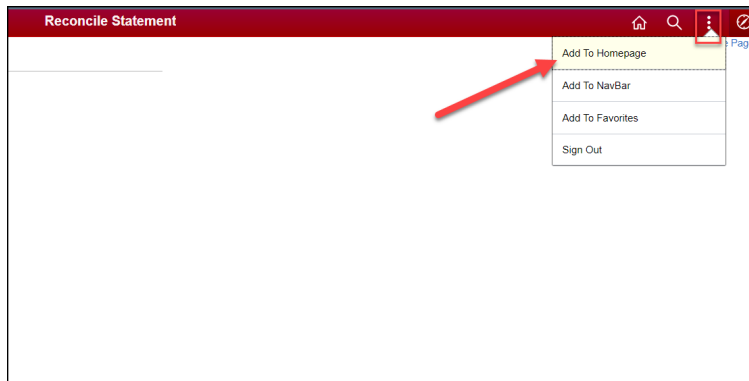 Reconcile Statement
Add To Homepage
Add To NavBar
Add To Favorites
Sign Out